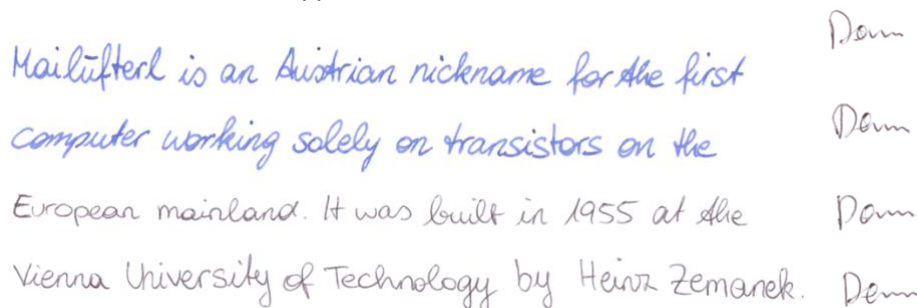 Mailüfterl is an Austrian nickname for the first
computer working solely on transistors on the
European mainland. It was built in 1955 at the
Vienna University of Technology by Heinz Zemanek.